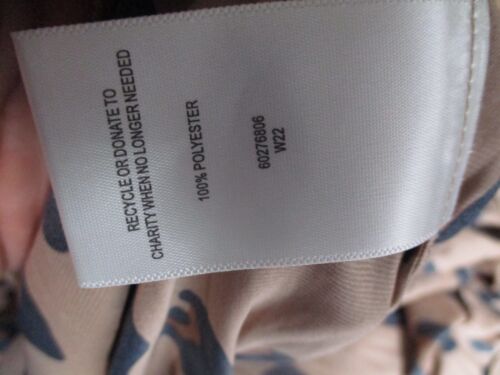 RECYCLE OR DONATE TO
CHARITY WHEN NO LONGER NEEDED
100% POLYESTER
60276806
W22